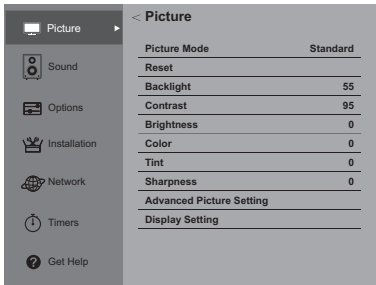 Picture
Sound
Options
Installation
Network
Timers
Get Help
< Picture
Picture Mode Standard
Reset
Backlight 55
Contrast 95
Brightness 0
Color 0
Tint 0
Sharpness 0
Advanced Picture Setting
Display Setting